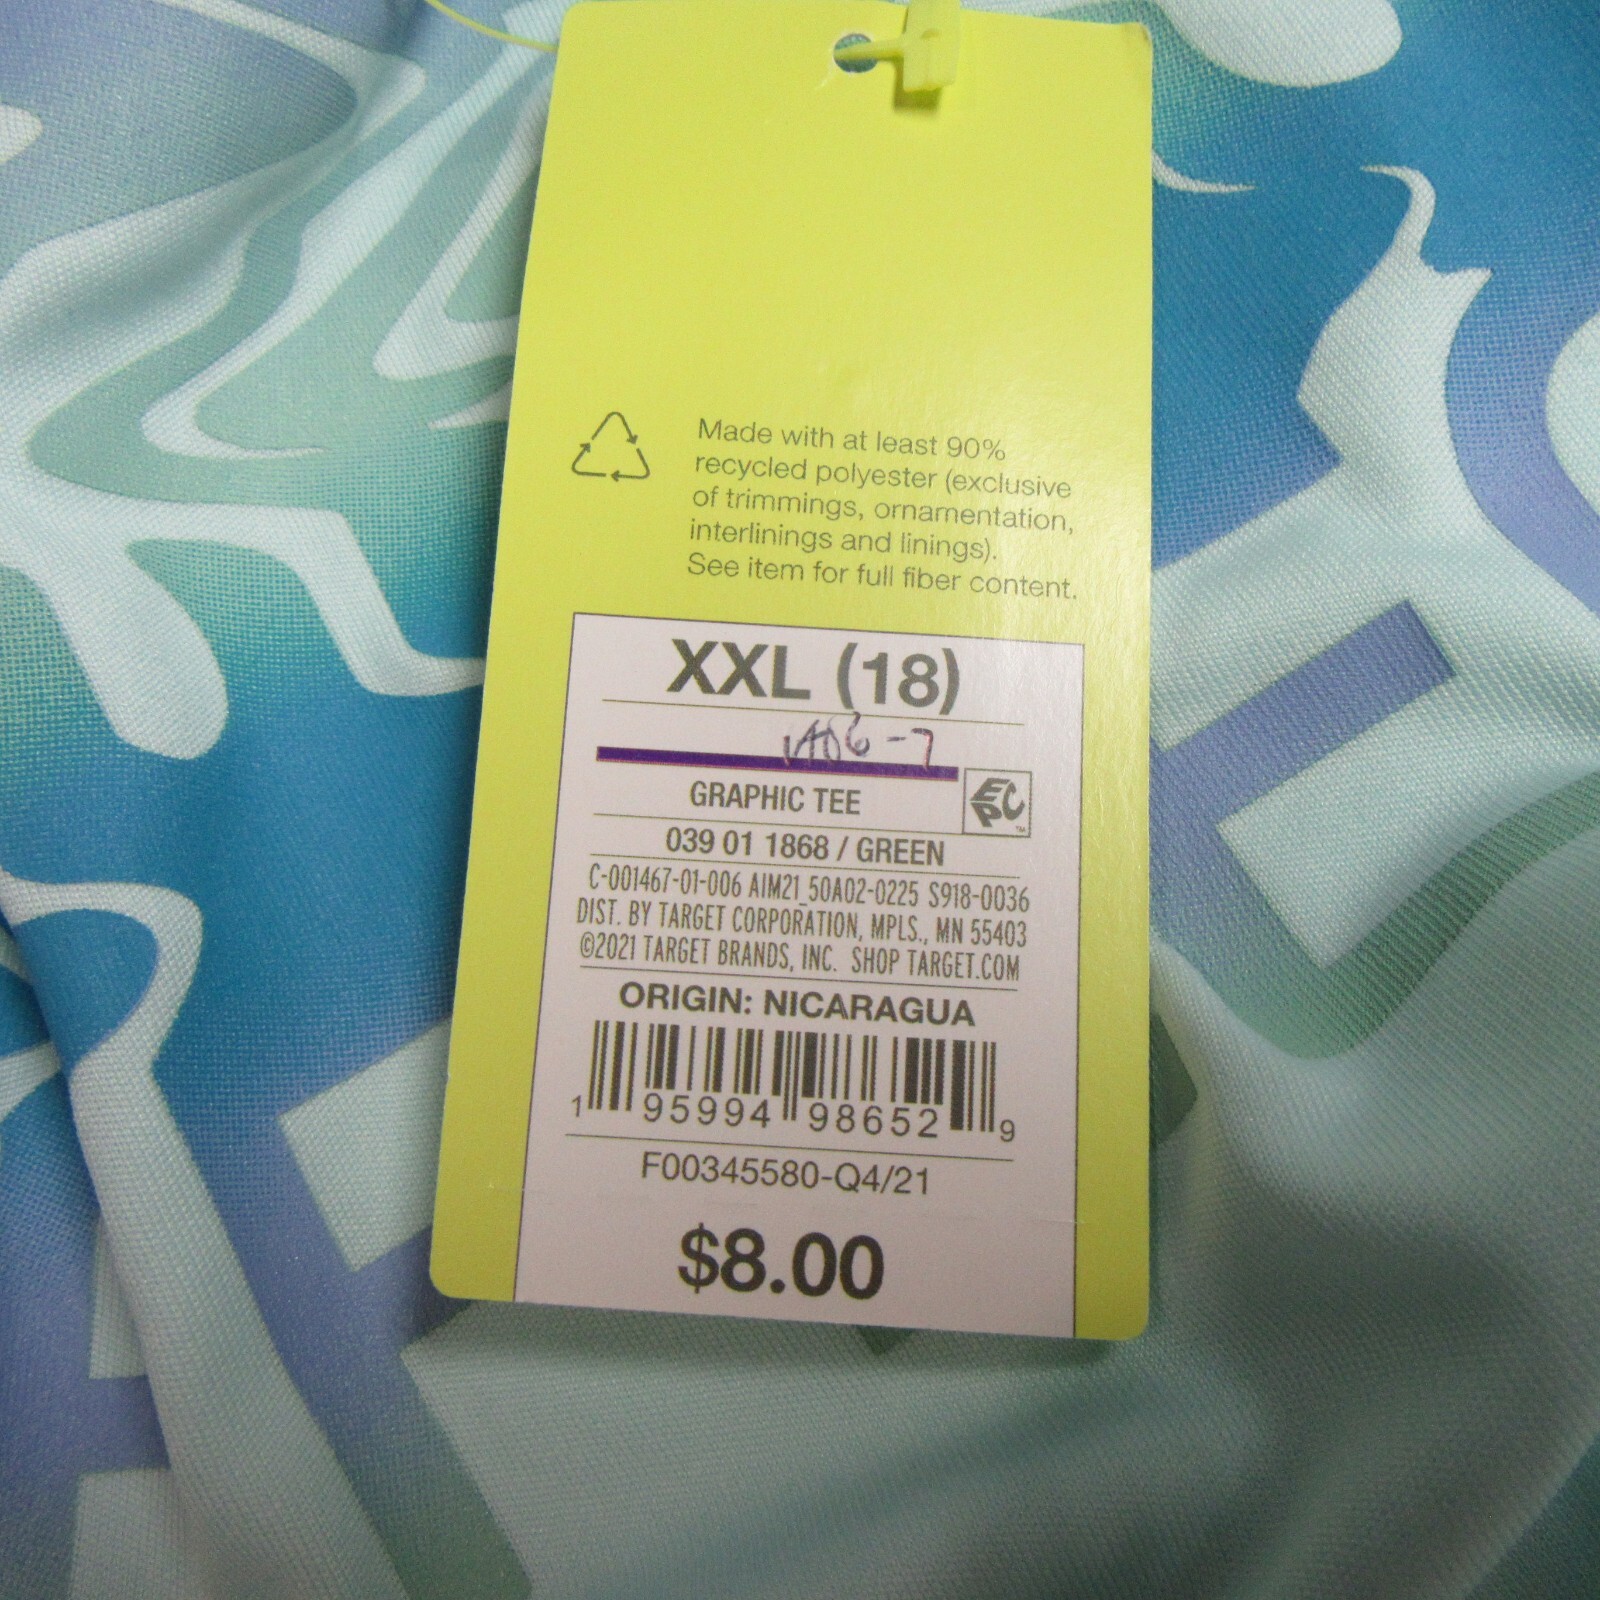 Made with at least 90%
recycled polyester (exclusive
of trimmings, ornamentation,
interlinings and linings).
See item for full fiber content.
XXL (18)
GRAPHIC TEE
EPC
TM
039 01 1868 / GREEN
C-001467-01-006 AIM21_50A02-0225 S918-0036
DIST. BY TARGET CORPORATION, MPLS., MN 55403
©2021 TARGET BRANDS, INC. SHOP TARGET.COM
ORIGIN: NICARAGUA
1 95994 98652 9
F00345580-Q4/21
$8.00